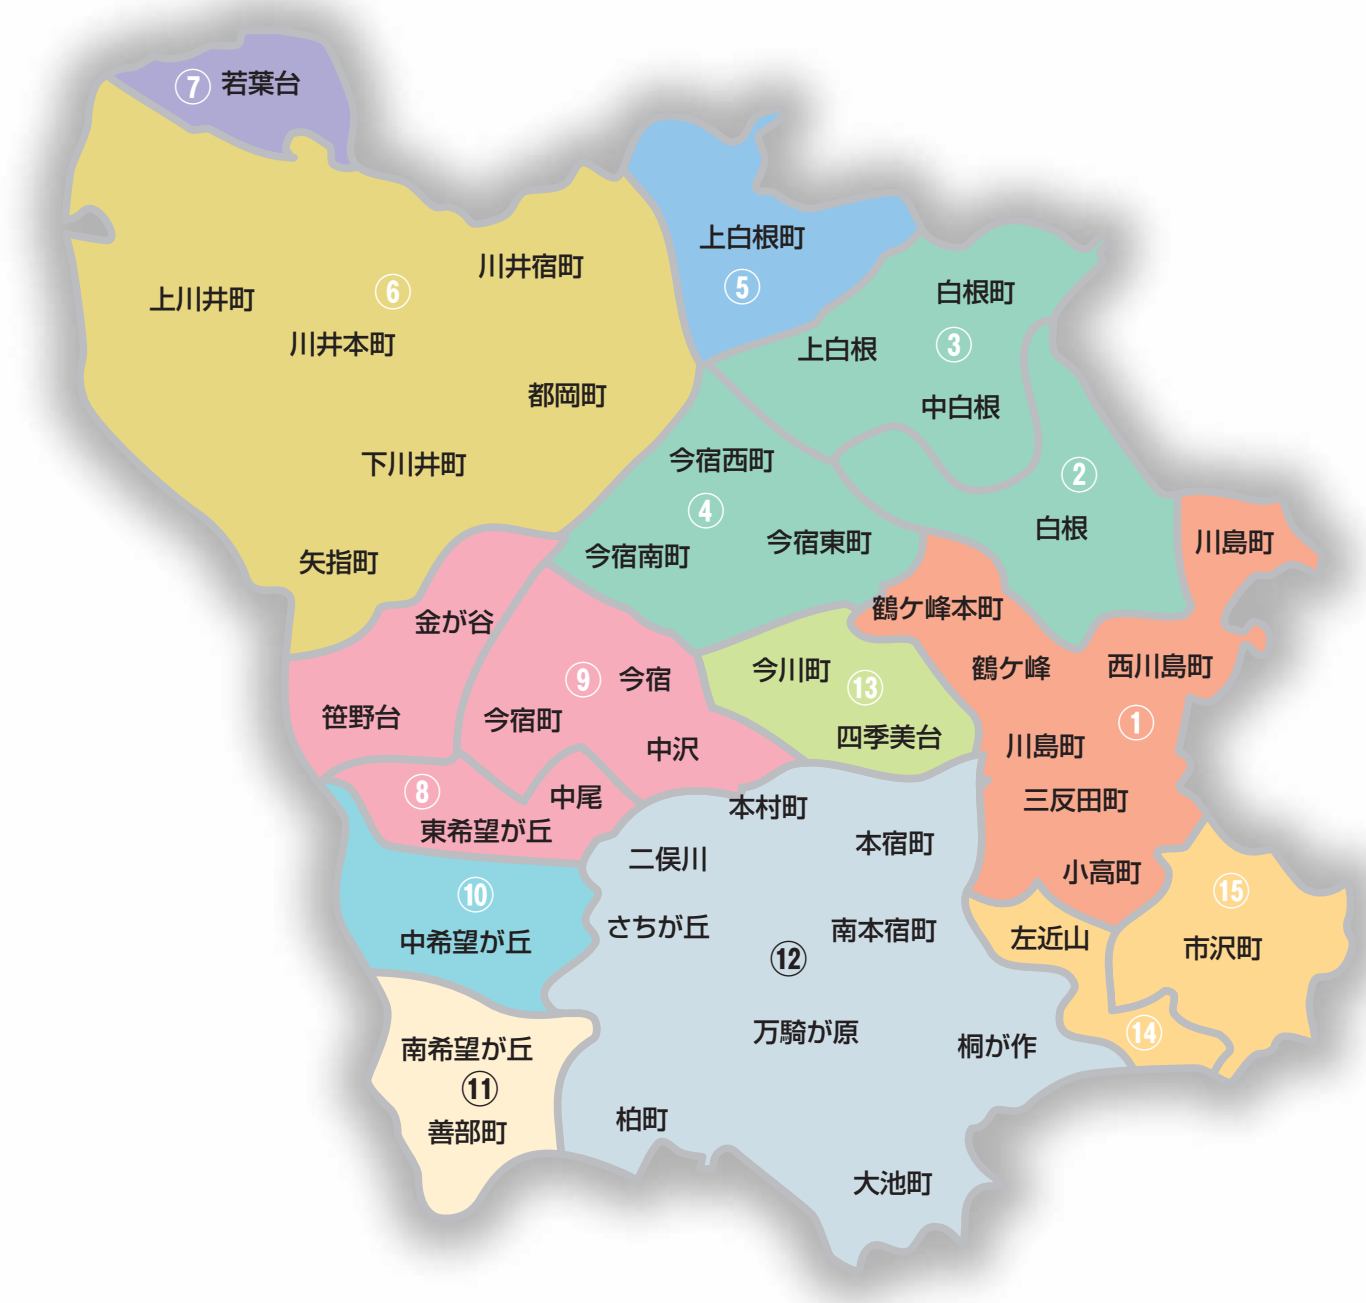 ⑦ 若葉台
上白根町
⑤
川井宿町
上川井町
⑥
川井本町
都岡町
下川井町
矢指町
白根町
上白根
③
中白根
②
白根
今宿西町
④
今宿南町
今宿東町
川島町
鶴ケ峰本町
鶴ケ峰
西川島町
①
川島町
三反田町
小高町
金が谷
笹野台
⑨
今宿
今宿町
中沢
今川町
⑬
四季美台
⑧
中尾
東希望が丘
本村町
本宿町
二俣川
さちが丘
南本宿町
⑫
万騎が原
桐が作
柏町
大池町
⑩
中希望が丘
南希望が丘
⑪
善部町
左近山
⑭
⑮
市沢町